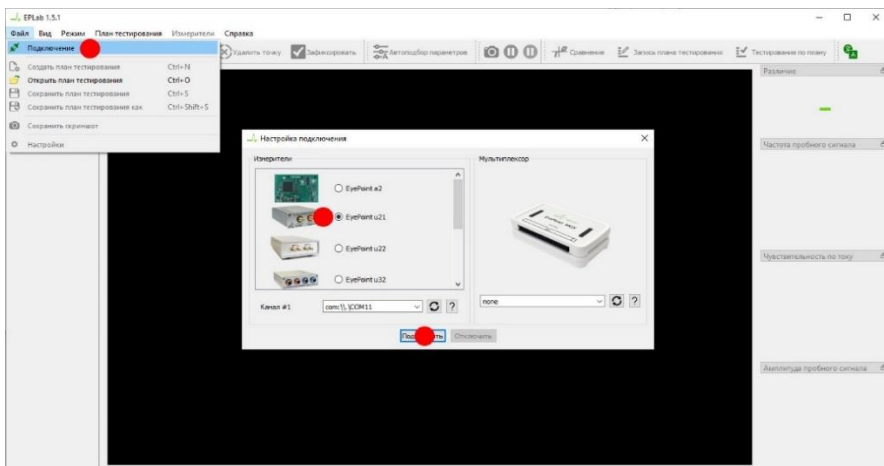 EPLab 1.5.1
Файл Вид Режим План тестирования Измерители Справка
Подключение
Удалить точку Зафиксировать Автоподбор параметров Сравнение Запись плана тестирования Тестирование по плану
Создать план тестирования Ctrl+N
Открыть план тестирования Ctrl+O
Сохранить план тестирования Ctrl+S
Сохранить план тестирования как Ctrl+Shift+S
Сохранить скриншот
Настройки
Различие
Частота пробного сигнала
Чувствительность по току
Амплитуда пробного сигнала
Настройка подключения
Измерители
EyePoint a2
EyePoint u21
EyePoint u22
EyePoint u32
Канал #1 com:\\.\COM11 ?
Мультиплексор
EyePoint MUX
none ?
Отключить